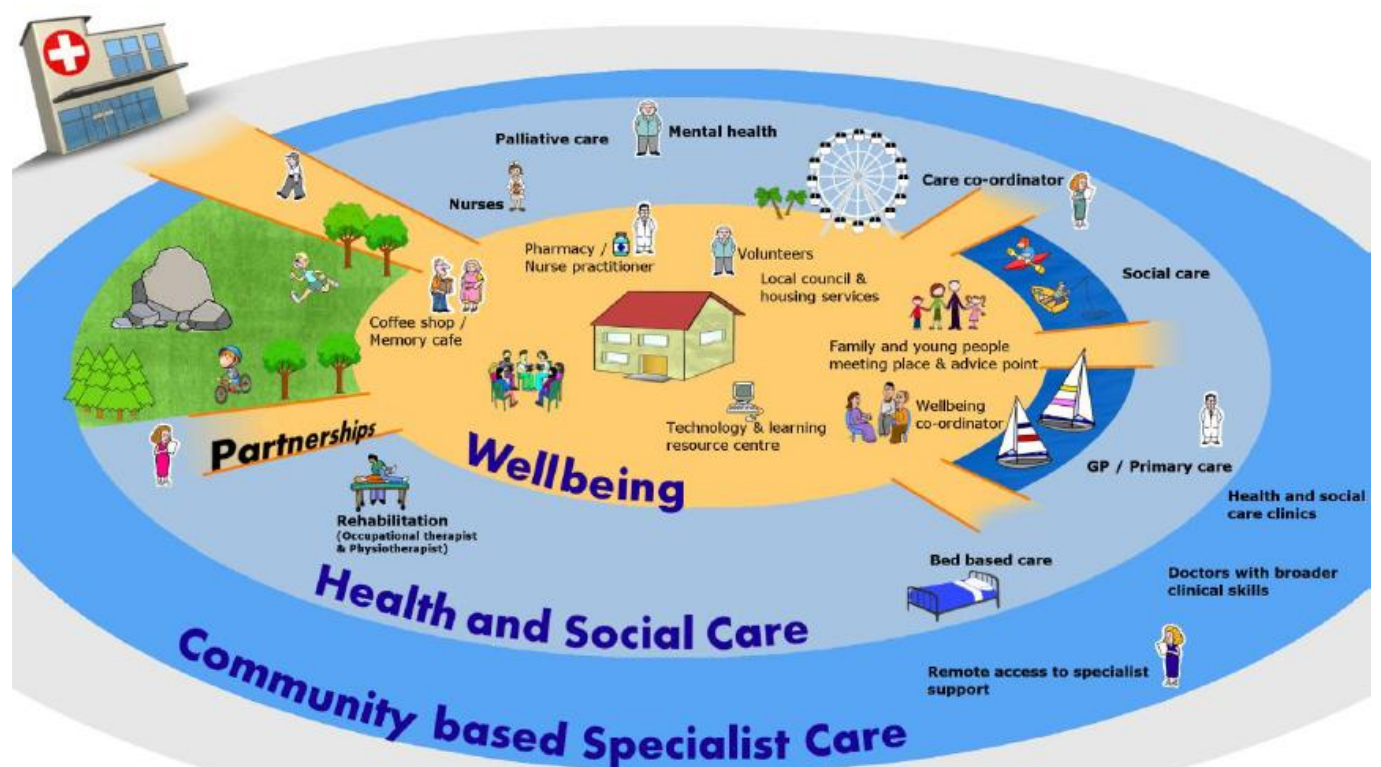 Palliative care
Mental health
Care co-ordinator
Nurses
Pharmacy /
Nurse practitioner
Volunteers
Local council &
housing services
Social care
Coffee shop /
Memory cafe
Family and young people
meeting place & advice point
Technology & learning
resource centre
Wellbeing
co-ordinator
Partnerships
Wellbeing
GP / Primary care
Health and social
care clinics
Rehabilitation
(Occupational therapist
& Physiotherapist)
Bed based care
Doctors with broader
clinical skills
Health and Social Care
Remote access to specialist
support
Community based Specialist Care